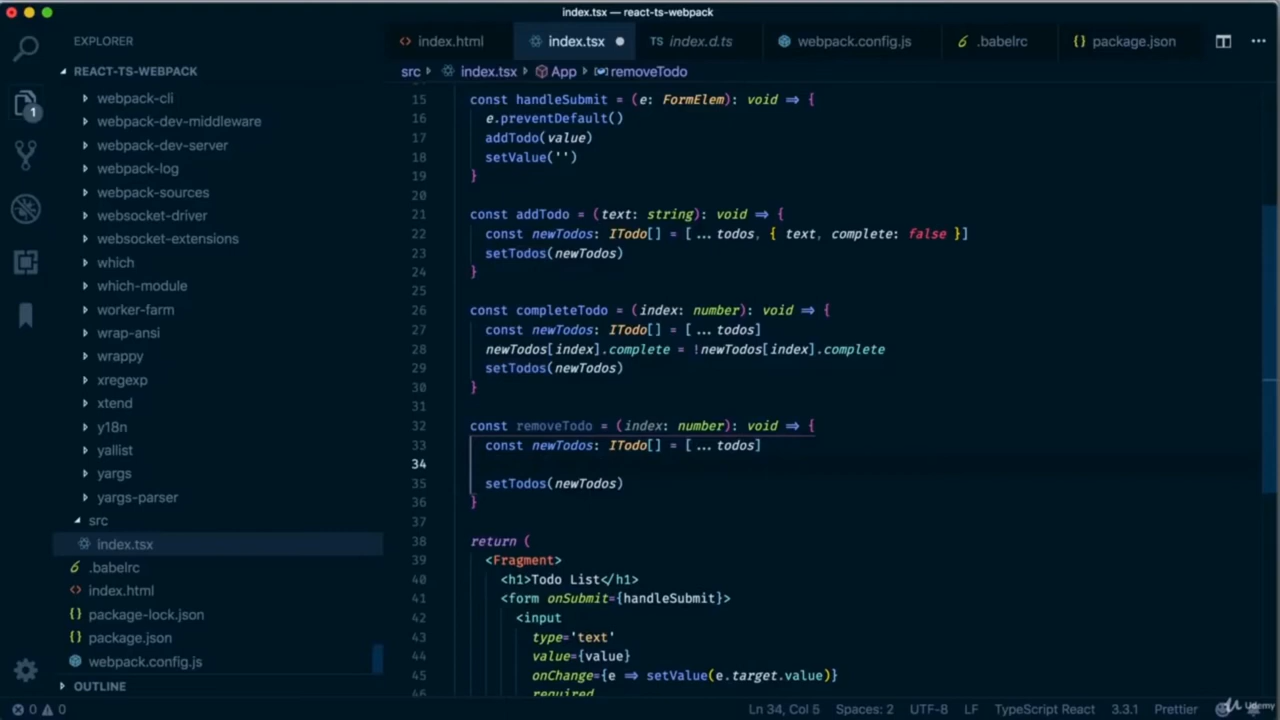 index.tsx — react-ts-webpack
EXPLORER
index.html
index.tsx
TS index.d.ts
webpack.config.js
.babelrc
{} package.json
REACT-TS-WEBPACK
src
index.tsx
App
removeTodo
1
webpack-cli
webpack-dev-middleware
webpack-dev-server
webpack-log
webpack-sources
websocket-driver
websocket-extensions
which
which-module
worker-farm
wrap-ansi
wrappy
xregexp
xtend
y18n
yallist
yargs
yargs-parser
src
index.tsx
.babelrc
index.html
{} package-lock.json
{} package.json
webpack.config.js
OUTLINE
15 const handleSubmit = (e: FormElem): void => {
16 e.preventDefault()
17 addTodo(value)
18 setValue('')
19 }
20
21 const addTodo = (text: string): void => {
22 const newTodos: ITodo[] = [...todos, { text, complete: false }]
23 setTodos(newTodos)
24 }
25
26 const completeTodo = (index: number): void => {
27 const newTodos: ITodo[] = [...todos]
28 newTodos[index].complete = !newTodos[index].complete
29 setTodos(newTodos)
30 }
31
32 const removeTodo = (index: number): void => {
33 const newTodos: ITodo[] = [...todos]
34
35 setTodos(newTodos)
36 }
37
38 return (
39 <Fragment>
40 <h1>Todo List</h1>
41 <form onSubmit={handleSubmit}>
42 <input
43 type='text'
44 value={value}
45 onChange={e => setValue(e.target.value)}
46 required
0 0
Ln 34, Col 5
Spaces: 2
UTF-8
LF
TypeScript React
3.3.1
Prettier
Udemy